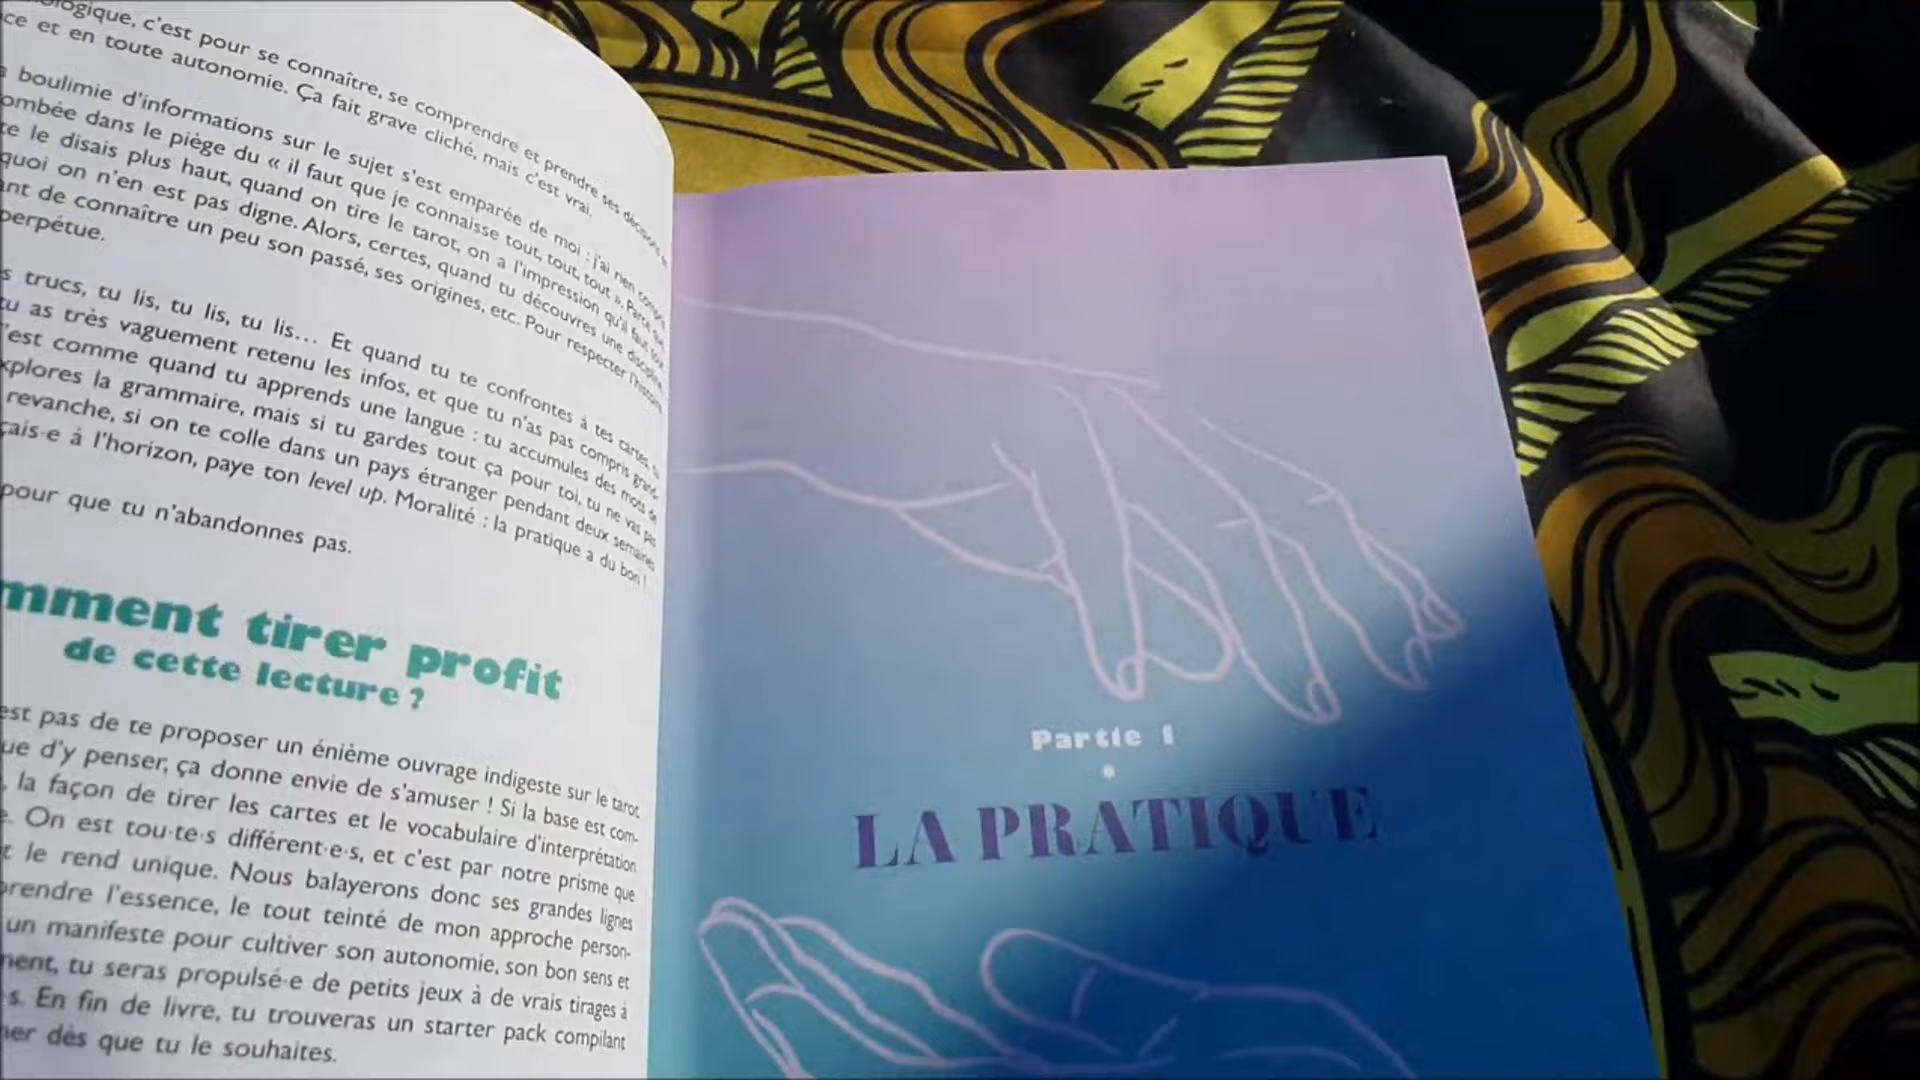 ologique, c'est pour se connaître, se comprendre et prendre ses décisions
ce et en toute autonomie. Ça fait grave cliché, mais c'est vrai.
boulimie d'informations sur le sujet s'est emparée de moi : j'ai rien
ombée dans le piège du « il faut que je connaisse tout, tout, tout ». Parce que
te le disais plus haut, quand on tire le tarot, on a l'impression qu'il faut
quoi on n'en est pas digne. Alors, certes, quand tu découvres une discipline,
ant de connaître un peu son passé, ses origines, etc. Pour respecter l'histoire
perpétue.
s trucs, tu lis, tu lis, tu lis… Et quand tu te confrontes à tes cartes,
tu as très vaguement retenu les infos, et que tu n'as pas compris grand-
'est comme quand tu apprends une langue : tu accumules des mots de
xplores la grammaire, mais si tu gardes tout ça pour toi, tu ne vas pas
revanche, si on te colle dans un pays étranger pendant deux semaines
çais·e à l'horizon, paye ton level up. Moralité : la pratique a du bon !
pour que tu n'abandonnes pas.
mment tirer profit
de cette lecture ?
est pas de te proposer un énième ouvrage indigeste sur le tarot
ue d'y penser, ça donne envie de s'amuser ! Si la base est com-
, la façon de tirer les cartes et le vocabulaire d'interprétation
e. On est tou·te·s différent·e·s, et c'est par notre prisme que
t le rend unique. Nous balayerons donc ses grandes lignes
prendre l'essence, le tout teinté de mon approche person-
un manifeste pour cultiver son autonomie, son bon sens et
ment, tu seras propulsé·e de petits jeux à de vrais tirages à
s. En fin de livre, tu trouveras un starter pack compilant
ner dès que tu le souhaites.
Partie 1
LA PRATIQUE